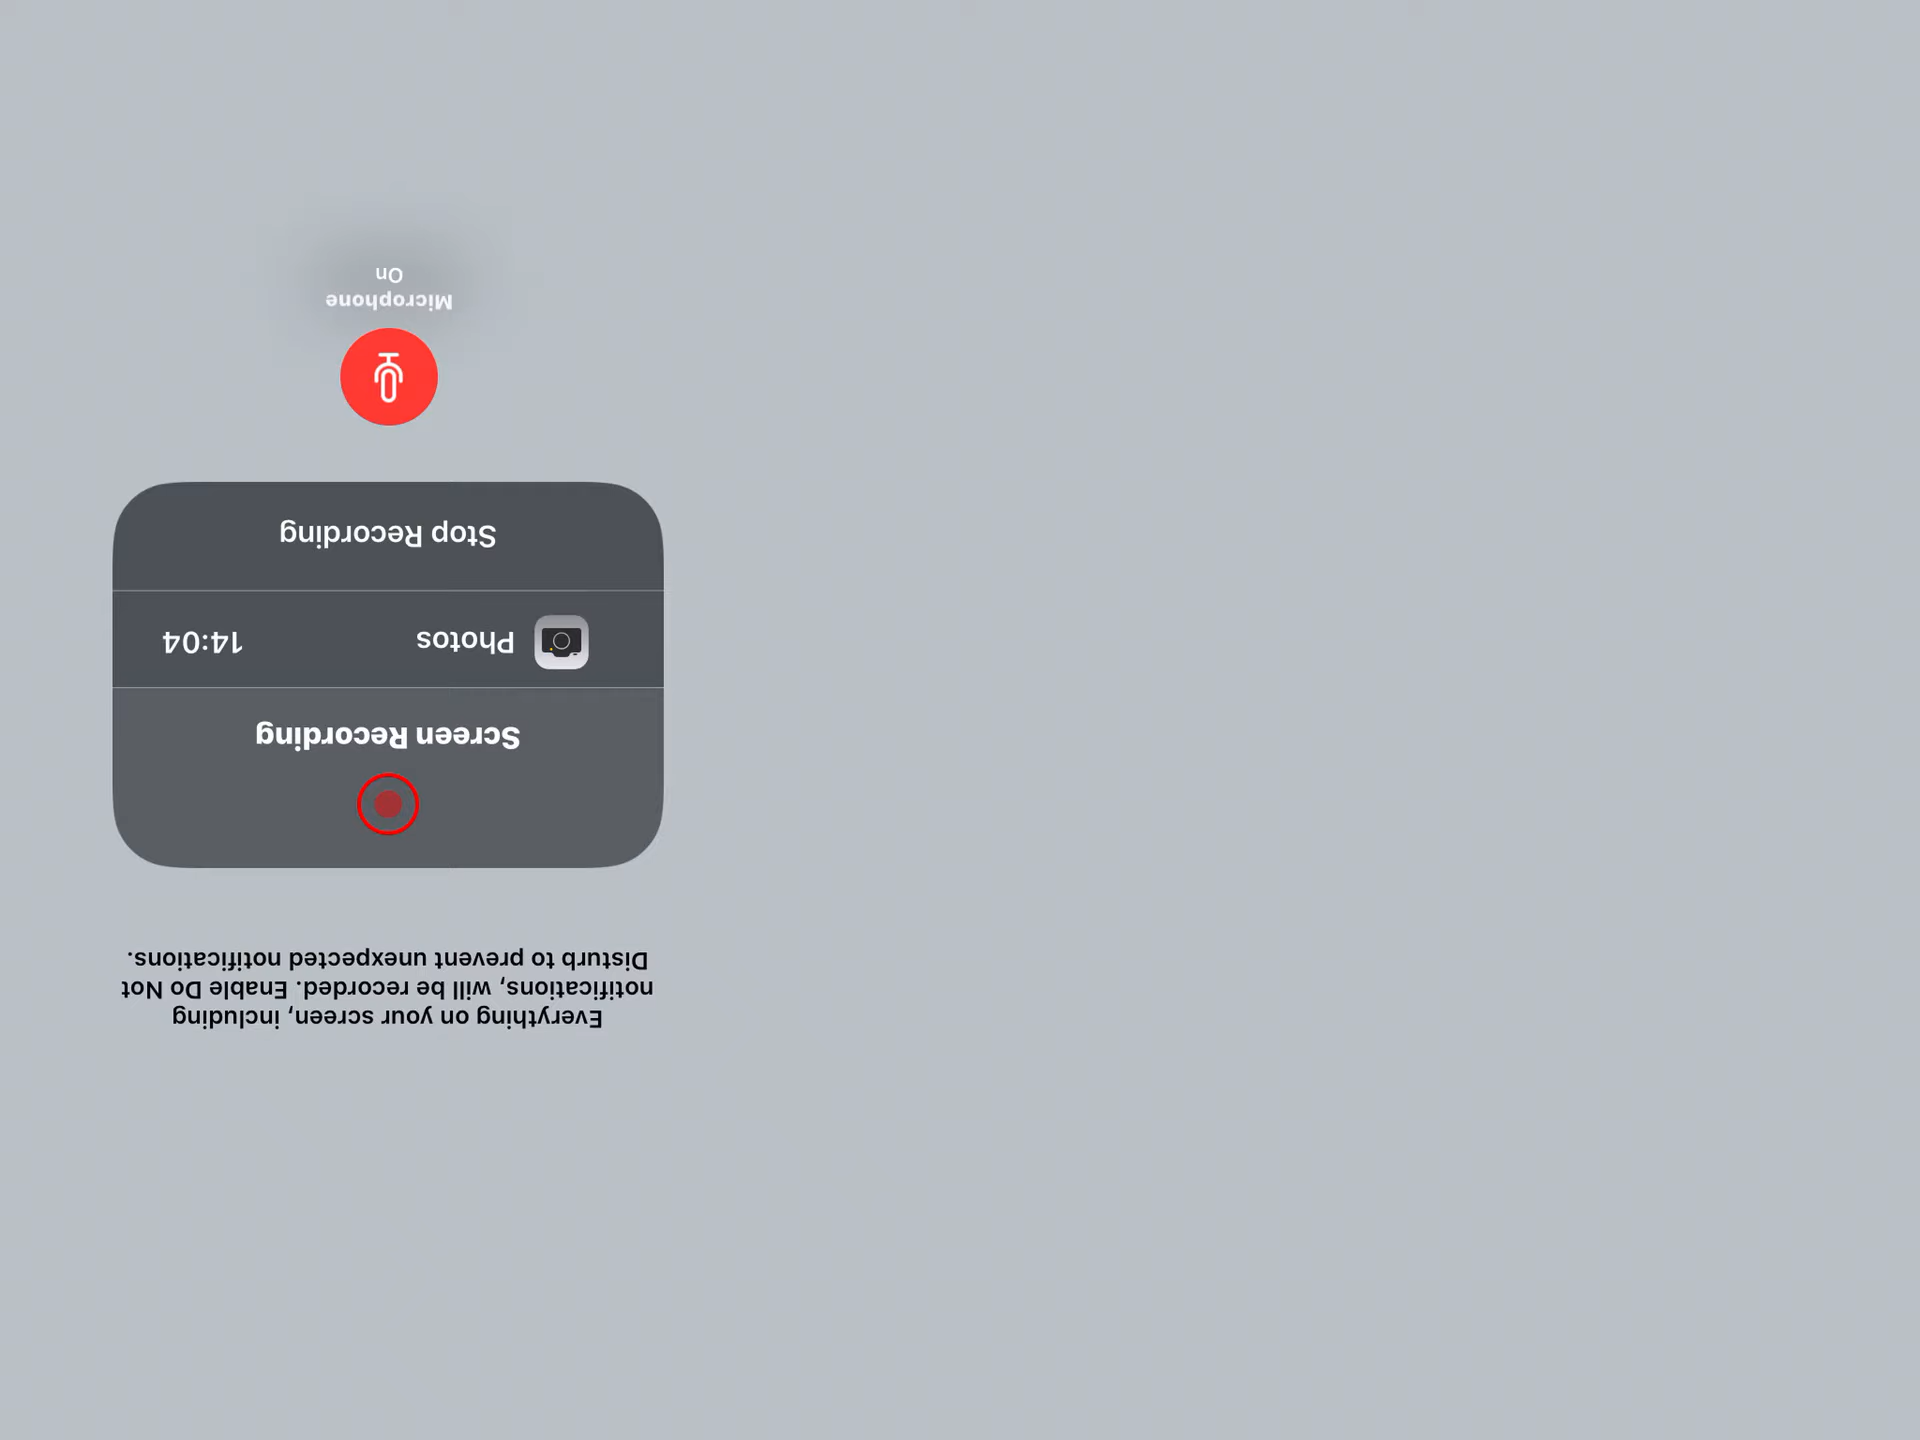 Everything on your screen, including
notifications, will be recorded. Enable Do Not
Disturb to prevent unexpected notifications.
Screen Recording
Photos 14:04
Stop Recording
Microphone
On